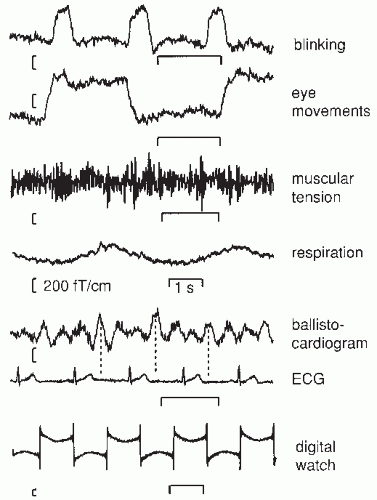 blinking
eye
movements
muscular
tension
respiration
200 fT/cm
1 s
ballisto-
cardiogram
ECG
digital
watch